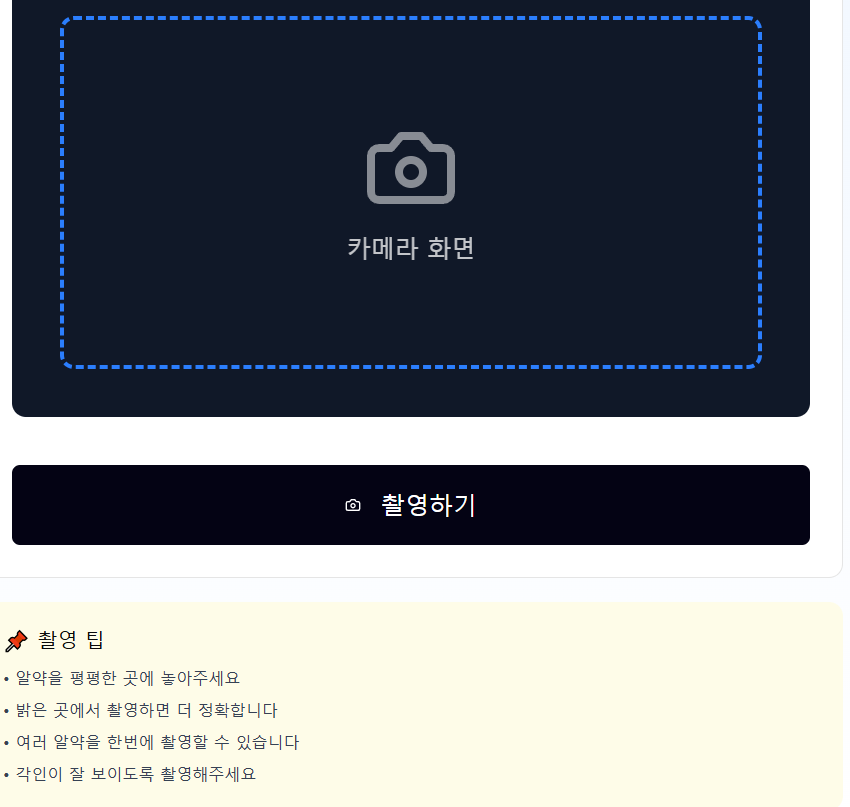 카메라 화면
촬영하기
📌 촬영 팁
• 알약을 평평한 곳에 놓아주세요
• 밝은 곳에서 촬영하면 더 정확합니다
• 여러 알약을 한번에 촬영할 수 있습니다
• 각인이 잘 보이도록 촬영해주세요